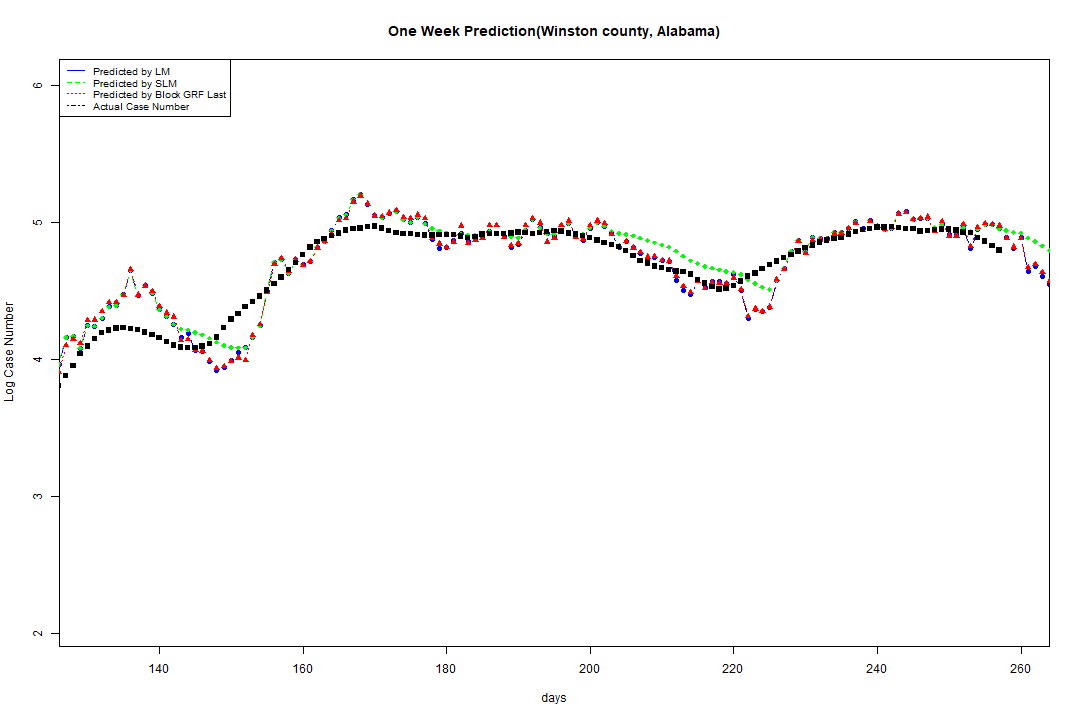 One Week Prediction(Winston county, Alabama)
Predicted by LM
Predicted by SLM
Predicted by Block GRF Last
Actual Case Number
6
5
4
3
2
Log Case Number
140 160 180 200 220 240 260
days